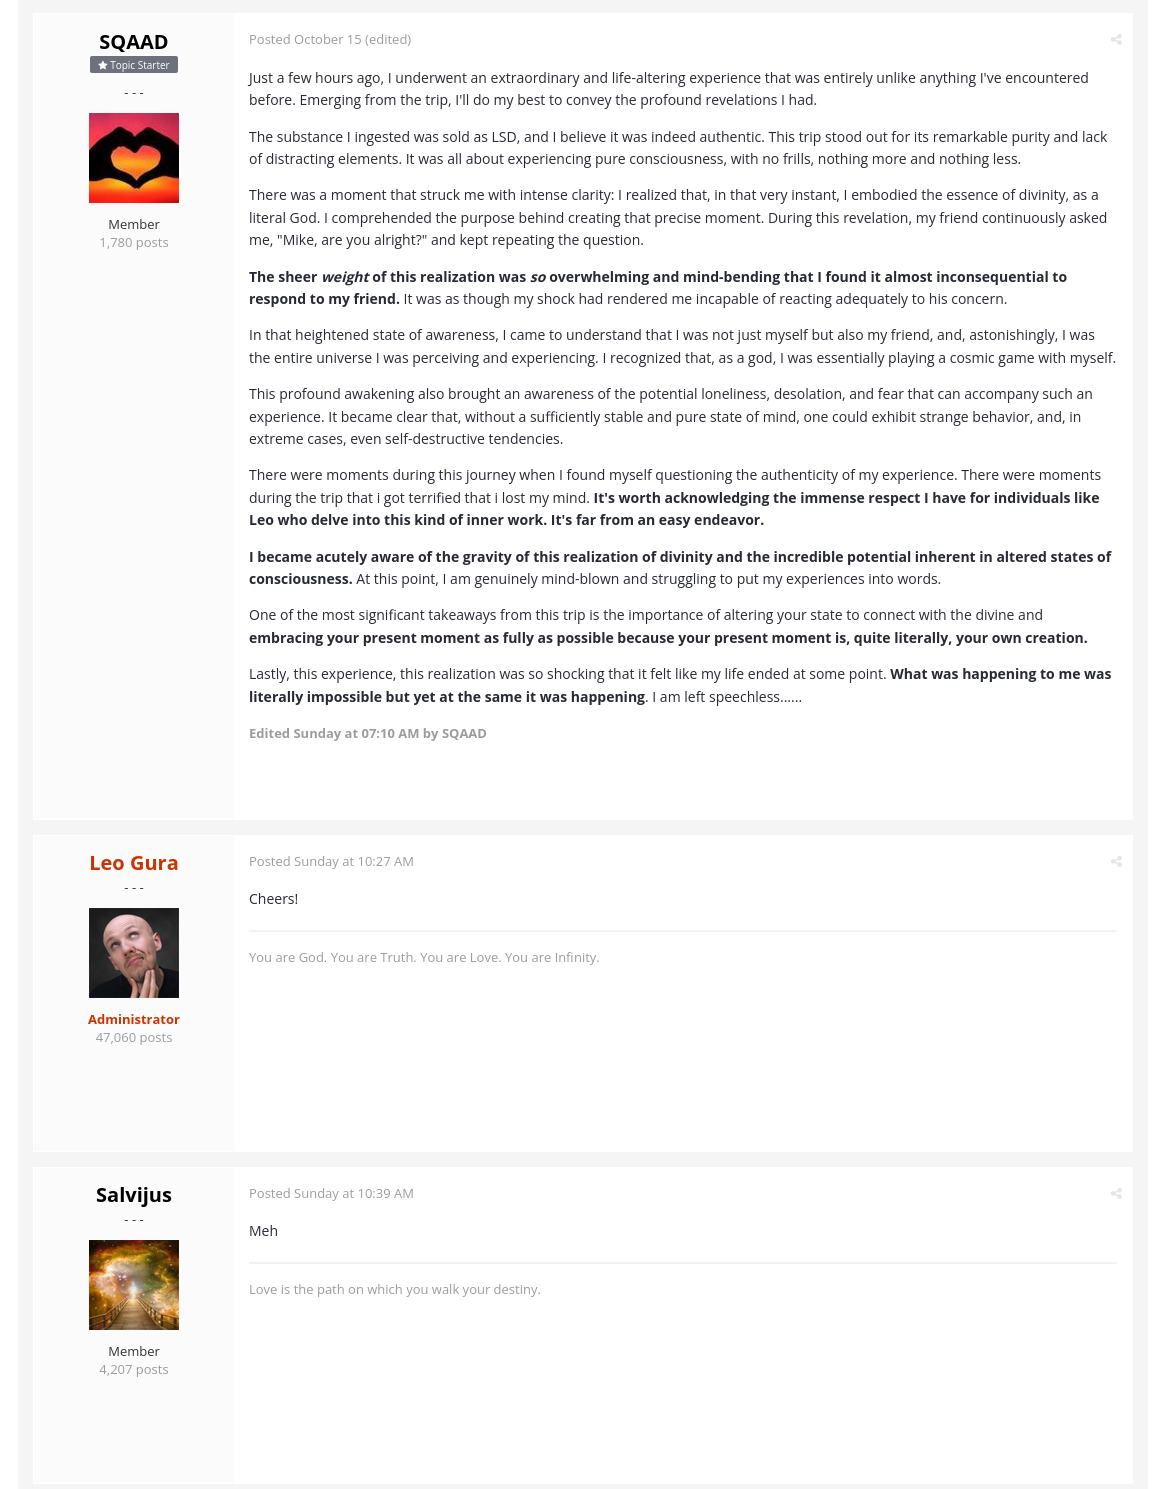 SQAAD
Topic Starter
- - -
Member
1,780 posts
Posted October 15 (edited)
Just a few hours ago, I underwent an extraordinary and life-altering experience that was entirely unlike anything I've encountered
before. Emerging from the trip, I'll do my best to convey the profound revelations I had.
The substance I ingested was sold as LSD, and I believe it was indeed authentic. This trip stood out for its remarkable purity and lack
of distracting elements. It was all about experiencing pure consciousness, with no frills, nothing more and nothing less.
There was a moment that struck me with intense clarity: I realized that, in that very instant, I embodied the essence of divinity, as a
literal God. I comprehended the purpose behind creating that precise moment. During this revelation, my friend continuously asked
me, "Mike, are you alright?" and kept repeating the question.
The sheer weight of this realization was so overwhelming and mind-bending that I found it almost inconsequential to
respond to my friend. It was as though my shock had rendered me incapable of reacting adequately to his concern.
In that heightened state of awareness, I came to understand that I was not just myself but also my friend, and, astonishingly, I was
the entire universe I was perceiving and experiencing. I recognized that, as a god, I was essentially playing a cosmic game with myself.
This profound awakening also brought an awareness of the potential loneliness, desolation, and fear that can accompany such an
experience. It became clear that, without a sufficiently stable and pure state of mind, one could exhibit strange behavior, and, in
extreme cases, even self-destructive tendencies.
There were moments during this journey when I found myself questioning the authenticity of my experience. There were moments
during the trip that i got terrified that i lost my mind. It's worth acknowledging the immense respect I have for individuals like
Leo who delve into this kind of inner work. It's far from an easy endeavor.
I became acutely aware of the gravity of this realization of divinity and the incredible potential inherent in altered states of
consciousness. At this point, I am genuinely mind-blown and struggling to put my experiences into words.
One of the most significant takeaways from this trip is the importance of altering your state to connect with the divine and
embracing your present moment as fully as possible because your present moment is, quite literally, your own creation.
Lastly, this experience, this realization was so shocking that it felt like my life ended at some point. What was happening to me was
literally impossible but yet at the same it was happening. I am left speechless......
Edited Sunday at 07:10 AM by SQAAD
Leo Gura
- - -
Administrator
47,060 posts
Posted Sunday at 10:27 AM
Cheers!
You are God. You are Truth. You are Love. You are Infinity.
Salvijus
- - -
Member
4,207 posts
Posted Sunday at 10:39 AM
Meh
Love is the path on which you walk your destiny.